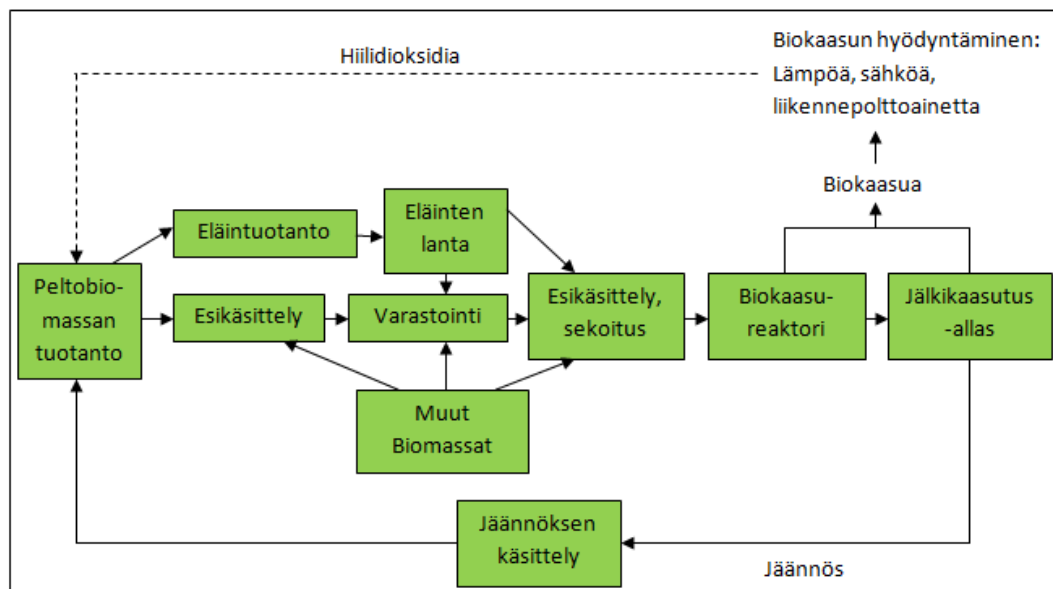 Biokaasun hyödyntäminen:
Hiilidioksidia
Lämpöä, sähköä,
liikennepolttoainetta
Biokaasua
Eläintuotanto
Eläinten
lanta
Peltobio-
massan
tuotanto
Esikäsittely
Varastointi
Esikäsittely,
sekoitus
Biokaasu-
reaktori
Jälkikaasutus
-allas
Muut
Biomassat
Jäännöksen
käsittely
Jäännös